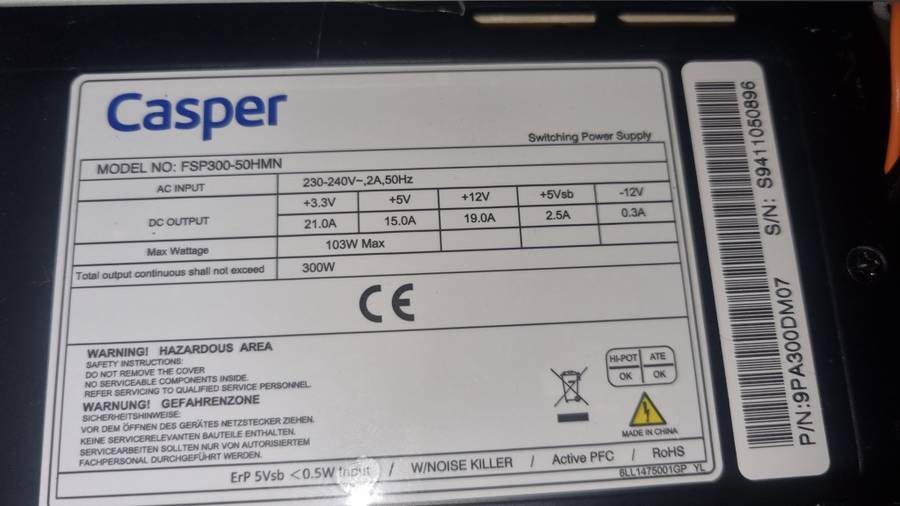 Casper
Switching Power Supply
MODEL NO: FSP300-50HMN
AC INPUT 230-240V~,2A,50Hz
DC OUTPUT +3.3V +5V +12V +5Vsb -12V
21.0A 15.0A 19.0A 2.5A 0.3A
Max Wattage 103W Max
Total output continuous shall not exceed 300W
CE
WARNING! HAZARDOUS AREA
SAFETY INSTRUCTIONS:
DO NOT REMOVE THE COVER
NO SERVICEABLE COMPONENTS INSIDE.
REFER SERVICING TO QUALIFIED SERVICE PERSONNEL.
WARNUNG! GEFAHRENZONE
SICHERHEITSHINWEISE:
VOR DEM ÖFFNEN DES GERÄTES NETZSTECKER ZIEHEN.
KEINE SERVICERELEVANTEN BAUTEILE ENTHALTEN.
SERVICEARBEITEN SOLLTEN NUR VON AUTORISIERTEM
FACHPERSONAL DURCHGEFÜHRT WERDEN.
HI-POT ATE
OK OK
MADE IN CHINA
ErP 5Vsb <0.5W Input / W/NOISE KILLER / Active PFC / RoHS
6LL1475001GP YL
S/N: S9411050896
P/N:9PA300DM07